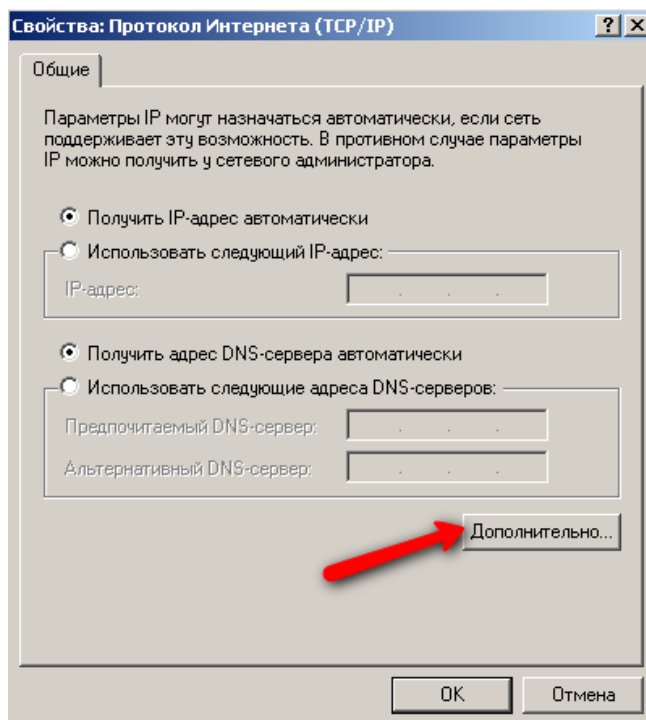 Свойства: Протокол Интернета (TCP/IP)
Общие
Параметры IP могут назначаться автоматически, если сеть
поддерживает эту возможность. В противном случае параметры
IP можно получить у сетевого администратора.
Получить IP-адрес автоматически
Использовать следующий IP-адрес:
IP-адрес:
Получить адрес DNS-сервера автоматически
Использовать следующие адреса DNS-серверов:
Предпочитаемый DNS-сервер:
Альтернативный DNS-сервер:
Дополнительно...
OK
Отмена